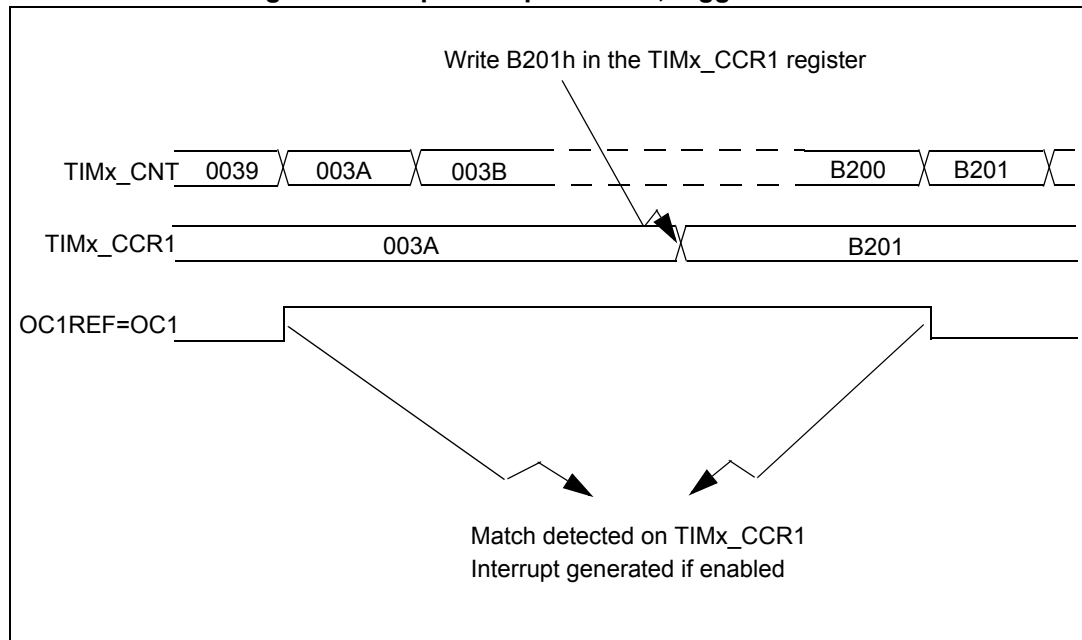 Write B201h in the TIMx_CCR1 register
TIMx_CNT 0039 003A 003B B200 B201
TIMx_CCR1 003A B201
OC1REF=OC1
Match detected on TIMx_CCR1
Interrupt generated if enabled